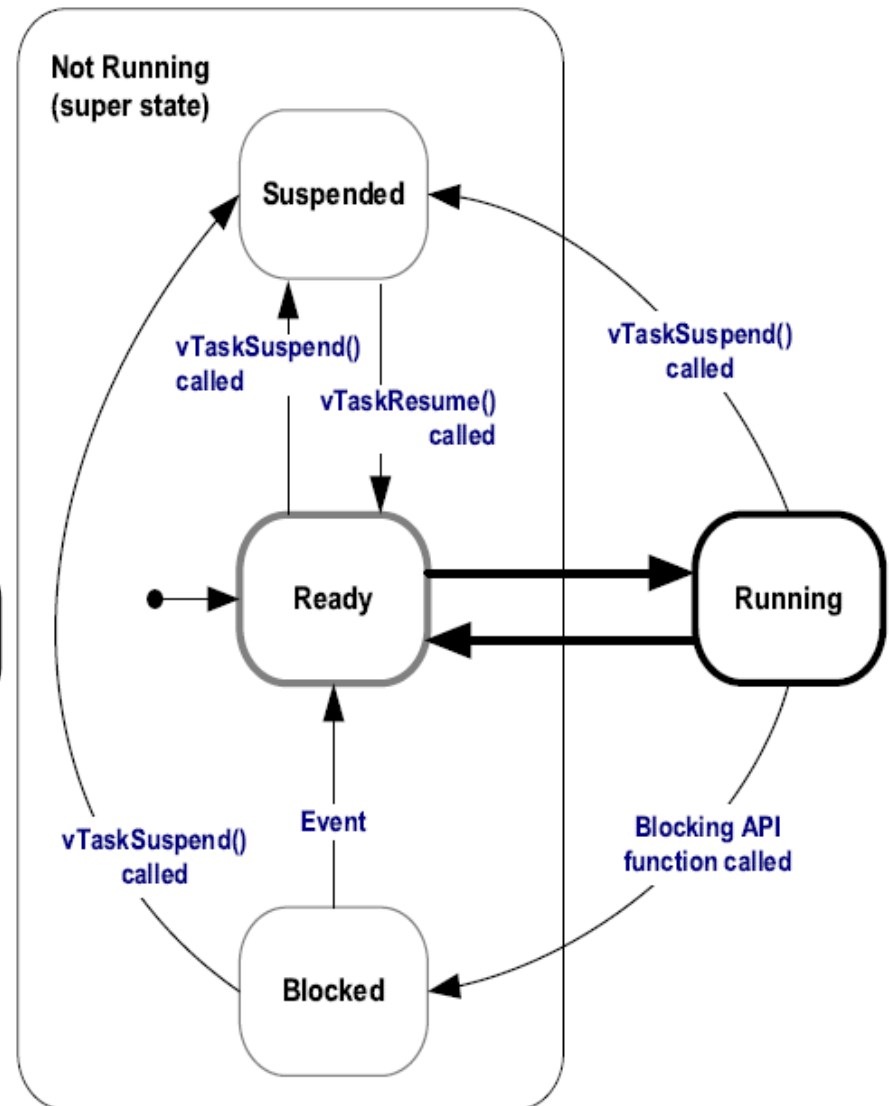 Not Running
(super state)
Suspended
vTaskSuspend()
called
vTaskResume()
called
vTaskSuspend()
called
Ready
Running
Event
vTaskSuspend()
called
Blocking API
function called
Blocked